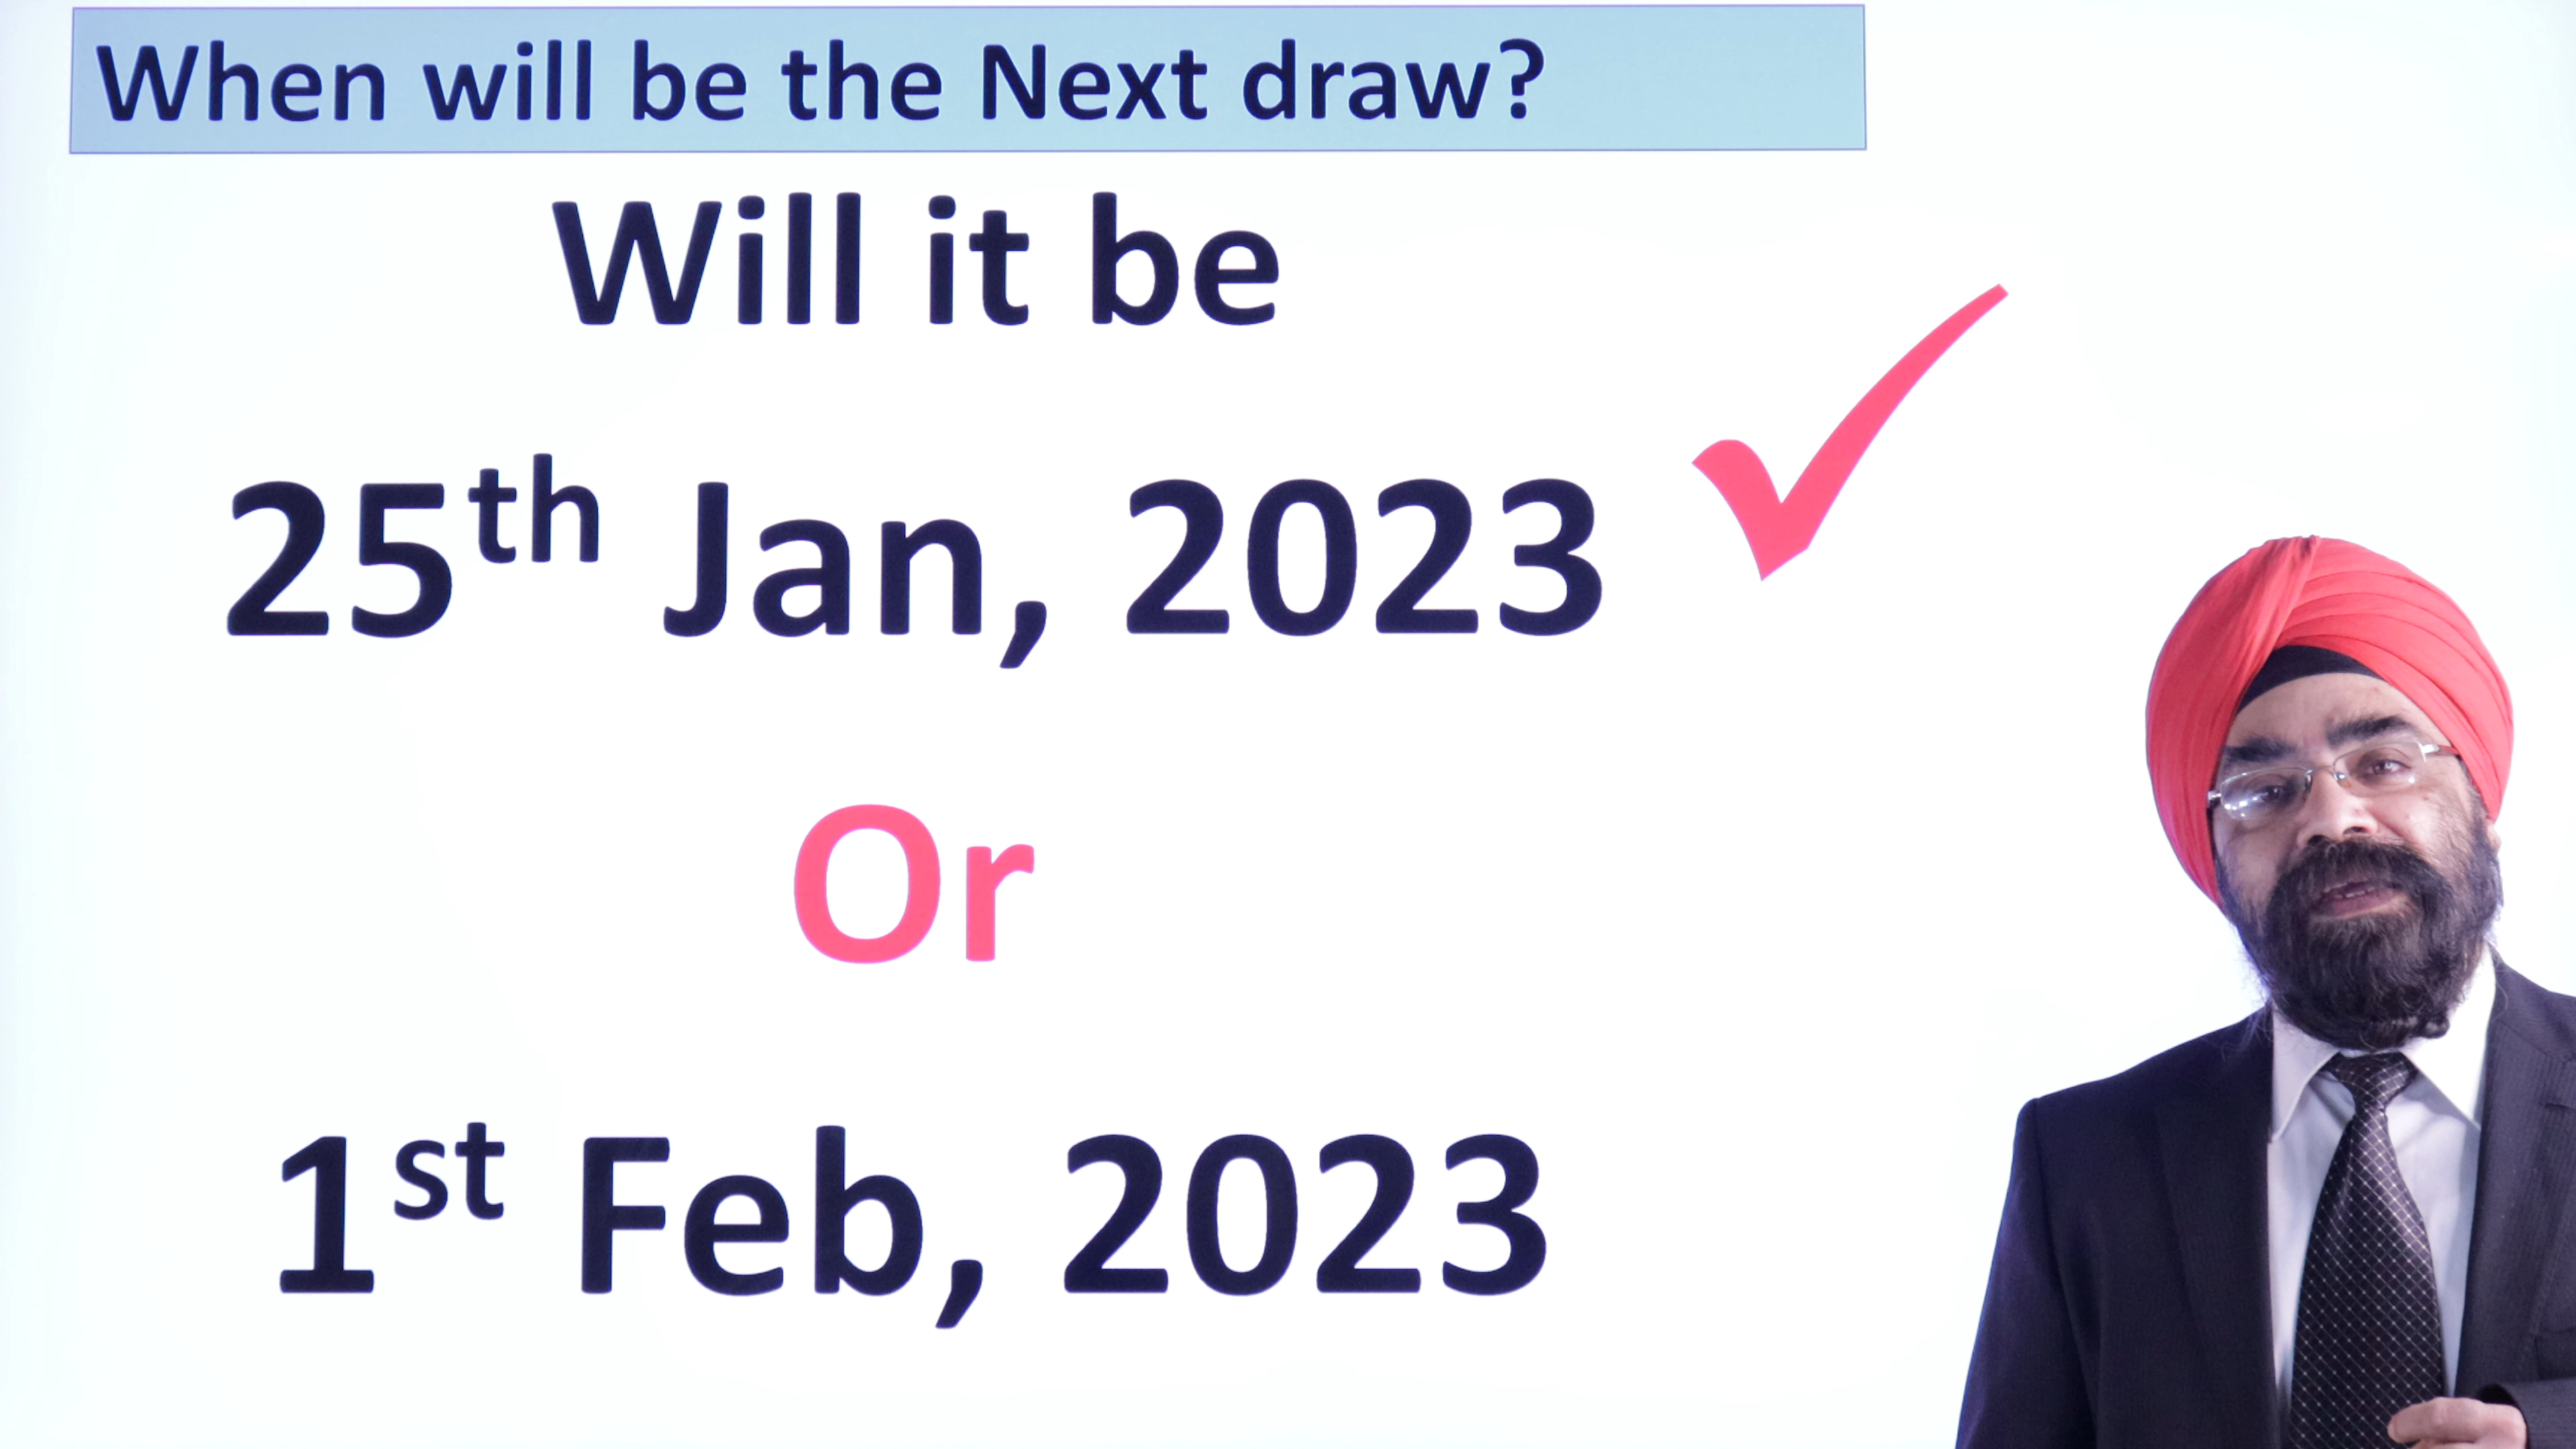 When will be the Next draw?
Will it be
25th Jan, 2023
Or
1st Feb, 2023